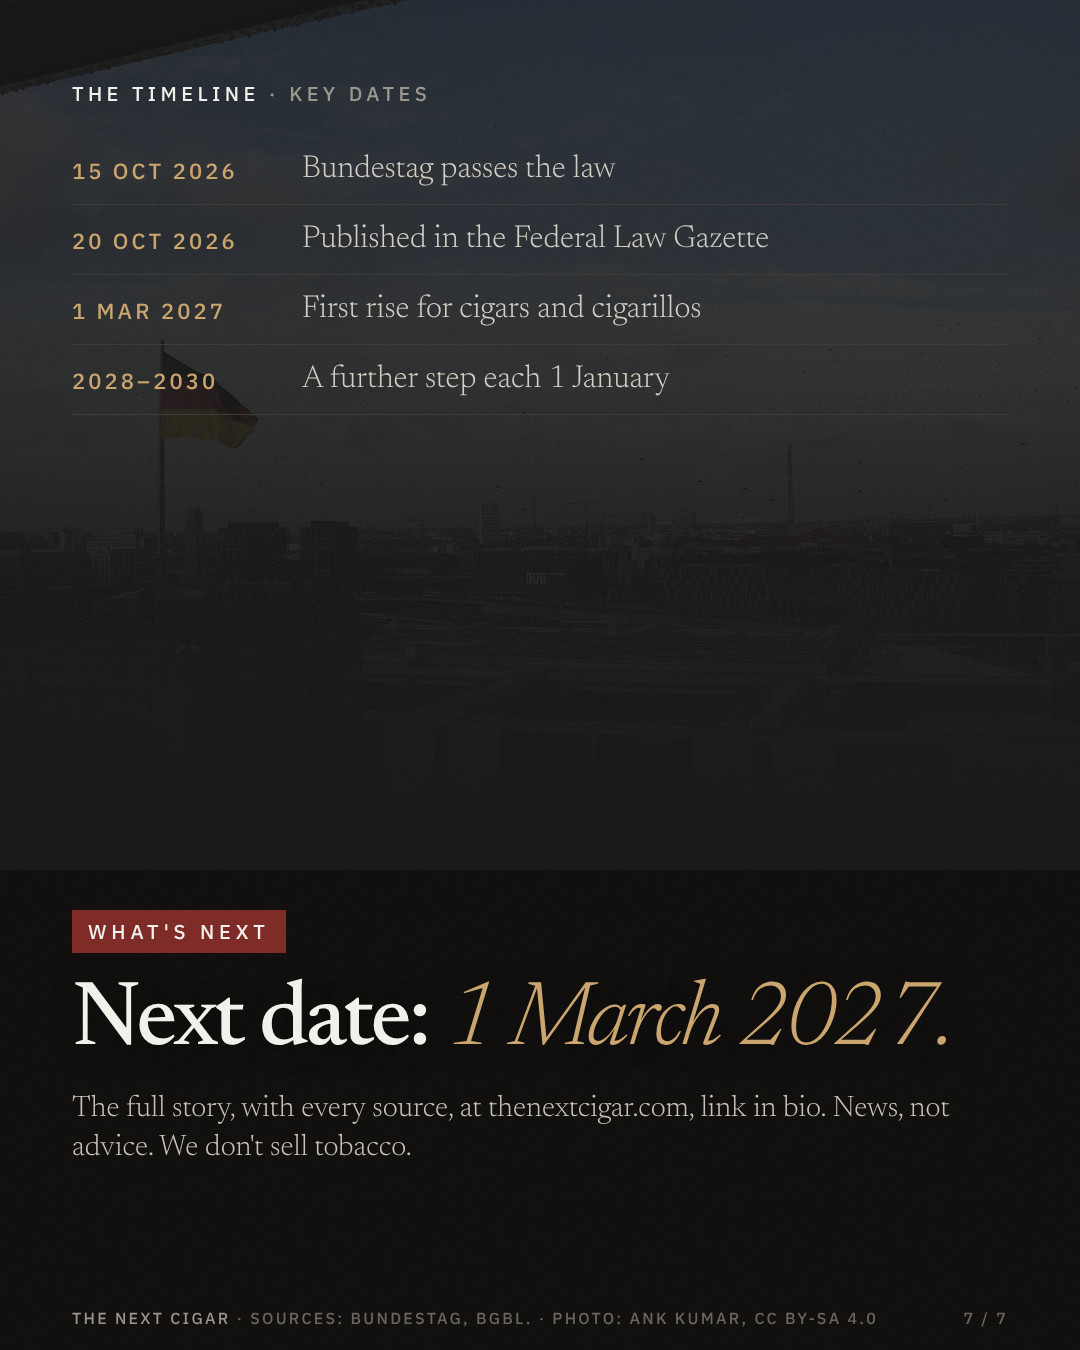 THE TIMELINE · KEY DATES
15 OCT 2026 Bundestag passes the law
20 OCT 2026 Published in the Federal Law Gazette
1 MAR 2027 First rise for cigars and cigarillos
2028–2030 A further step each 1 January
WHAT'S NEXT
Next date: 1 March 2027.
The full story, with every source, at thenextcigar.com, link in bio. News, not
advice. We don't sell tobacco.
THE NEXT CIGAR · SOURCES: BUNDESTAG, BGBL. · PHOTO: ANK KUMAR, CC BY-SA 4.0 7 / 7